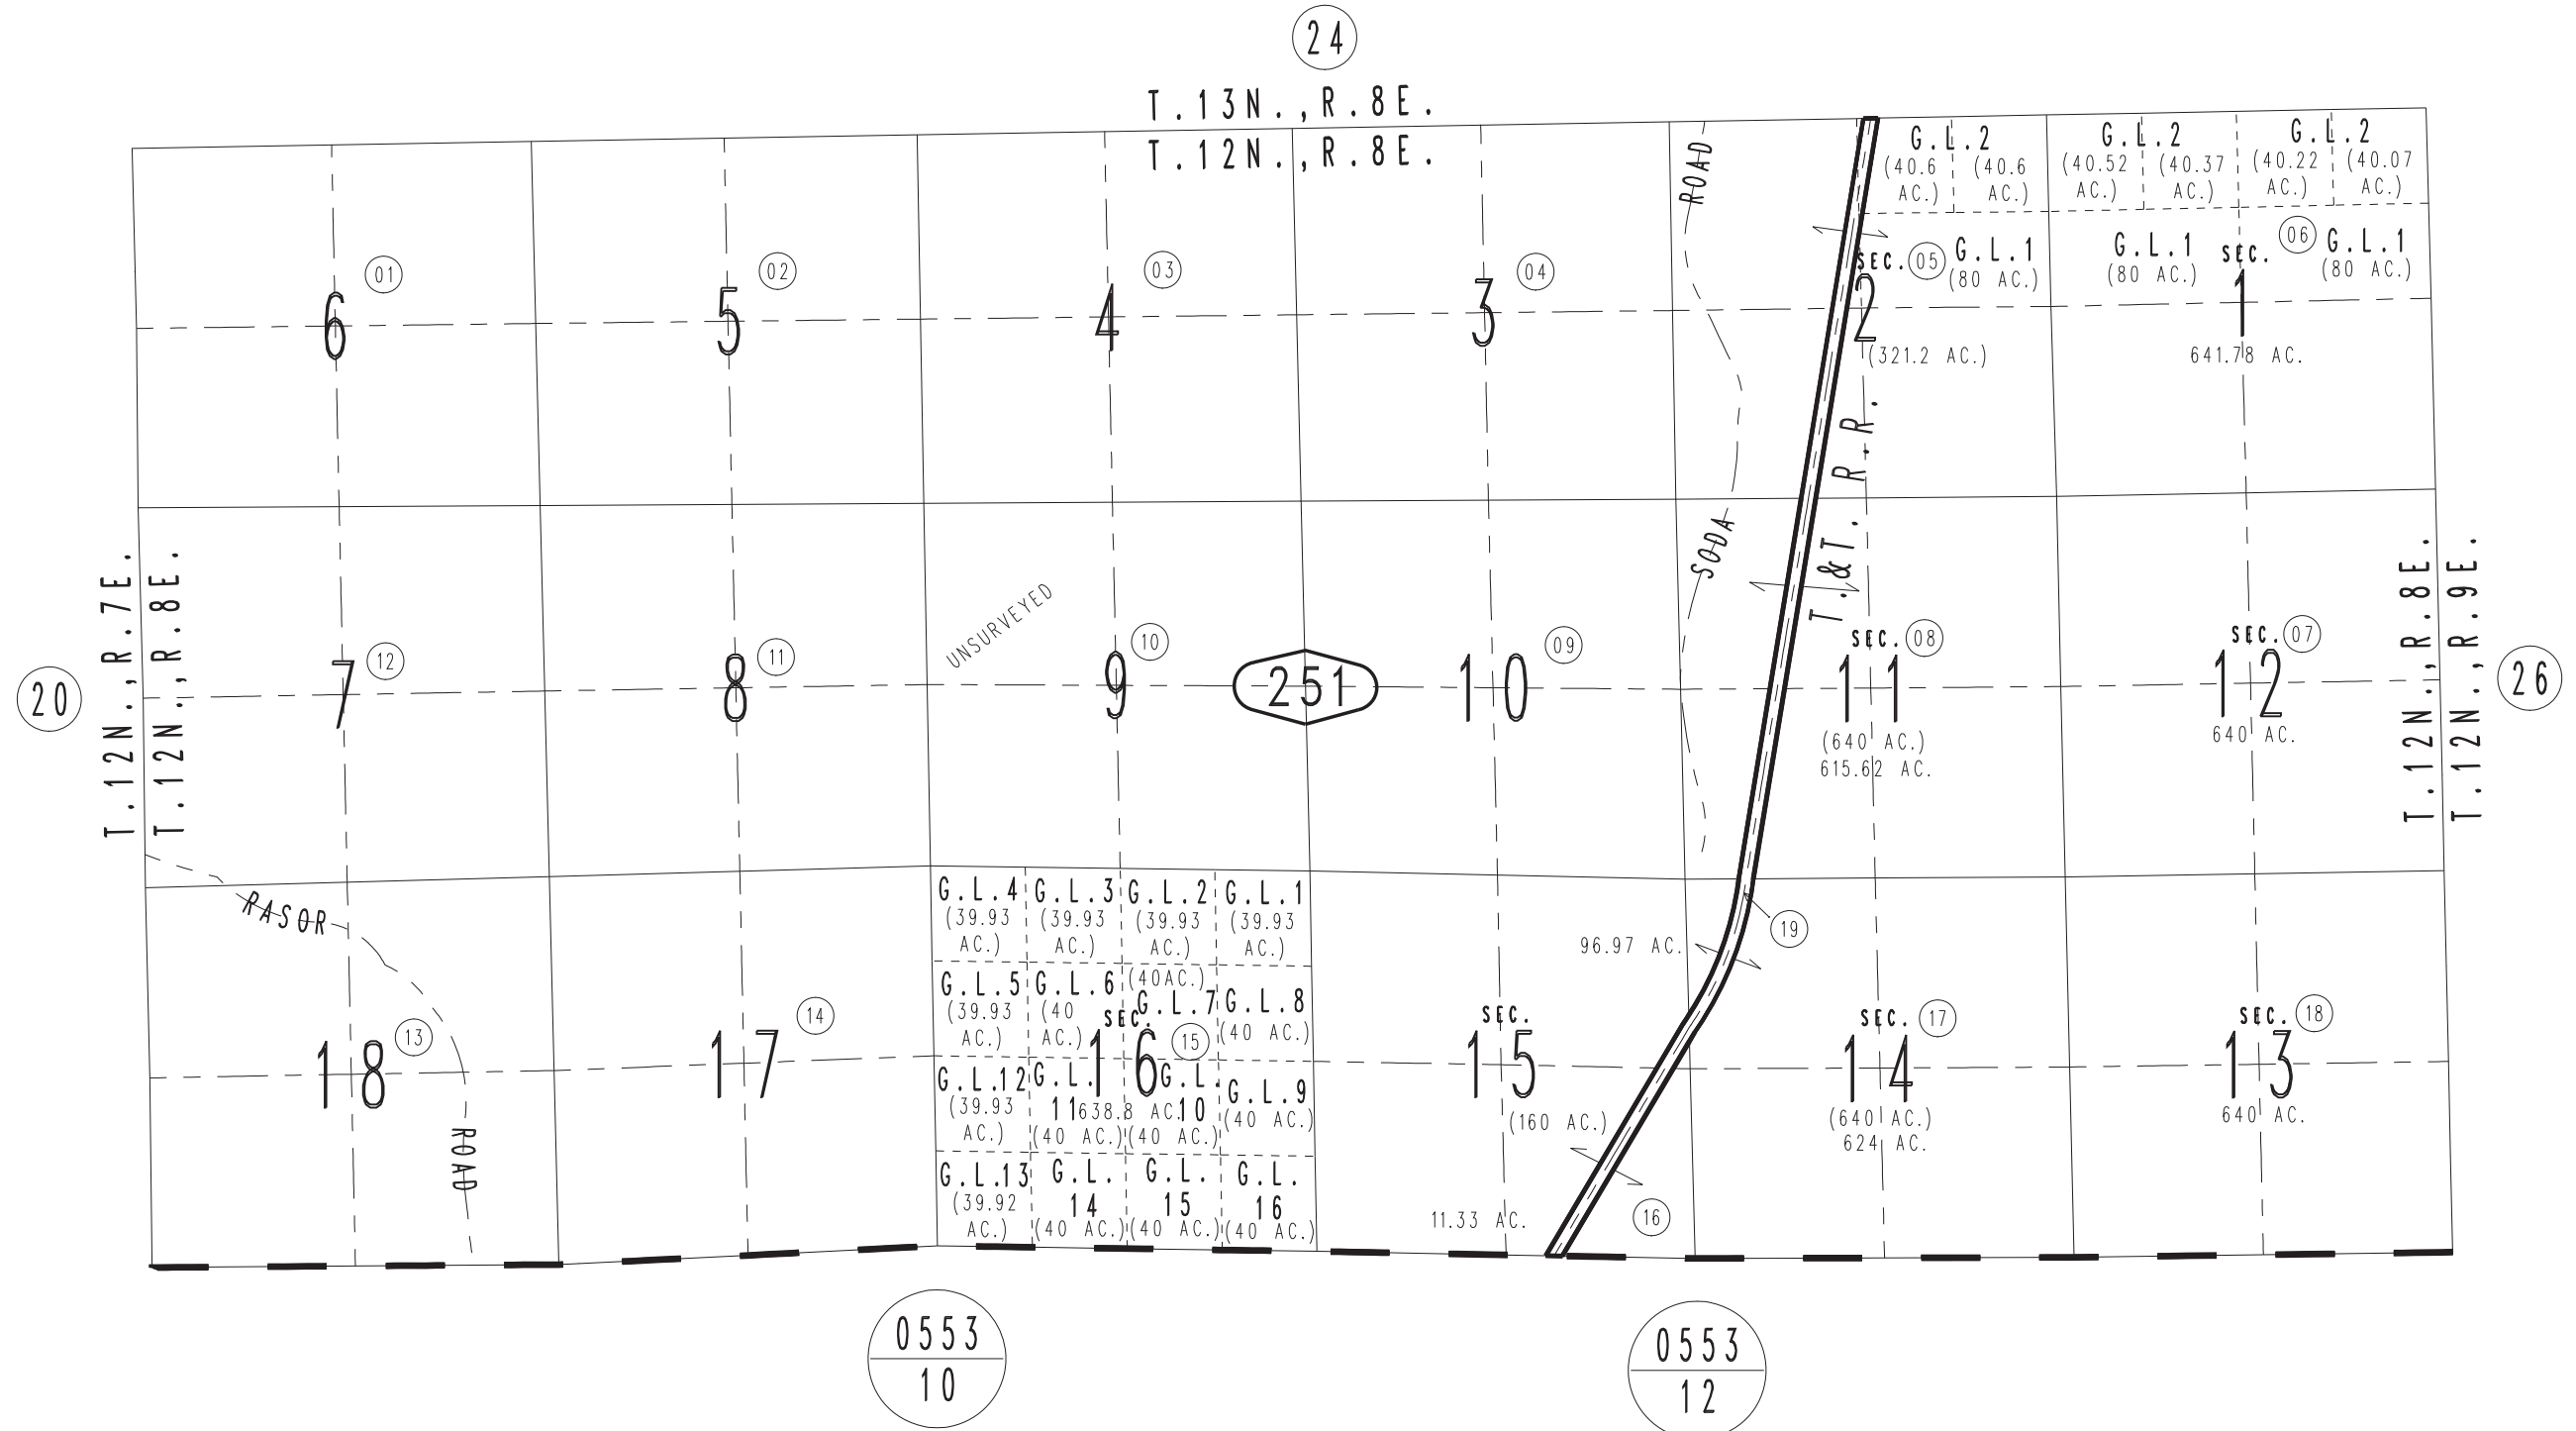 24
T.13N.,R.8E.
T.12N.,R.8E.
ROAD
G.L.2
(40.6 AC.)
(40.6 AC.)
G.L.2
(40.52 AC.)
(40.37 AC.)
G.L.2
(40.22 AC.)
(40.07 AC.)
6
01
5
02
4
03
3
04
SEC.
2
05
G.L.1
(80 AC.)
(321.2 AC.)
G.L.1
(80 AC.)
SEC.
1
06
G.L.1
(80 AC.)
641.78 AC.
T.&T. R.R.
SODA
T.12N.,R.7E.
T.12N.,R.8E.
20
7
12
8
11
UNSURVEYED
9
10
251
10
09
SEC.
11
08
(640 AC.)
615.62 AC.
SEC.
12
07
640 AC.
T.12N.,R.8E.
T.12N.,R.9E.
26
RASOR
ROAD
18
13
17
14
G.L.4
(39.93
AC.)
G.L.3
(39.93
AC.)
G.L.2
(39.93
AC.)
G.L.1
(39.93
AC.)
G.L.5
(39.93
AC.)
G.L.6
(40
AC.)
(40AC.)
G.L.7
G.L.8
(40 AC.)
SEC.
16
15
638.8 AC.
G.L.12
(39.93
AC.)
G.L.
11
(40 AC.)
G.L.
10
(40 AC.)
G.L.9
(40 AC.)
G.L.13
(39.92
AC.)
G.L.
14
(40 AC.)
G.L.
15
(40 AC.)
G.L.
16
(40 AC.)
96.97 AC.
19
SEC.
15
(160 AC.)
11.33 AC.
16
SEC.
14
17
(640 AC.)
624 AC.
SEC.
13
18
640 AC.
0553
10
0553
12